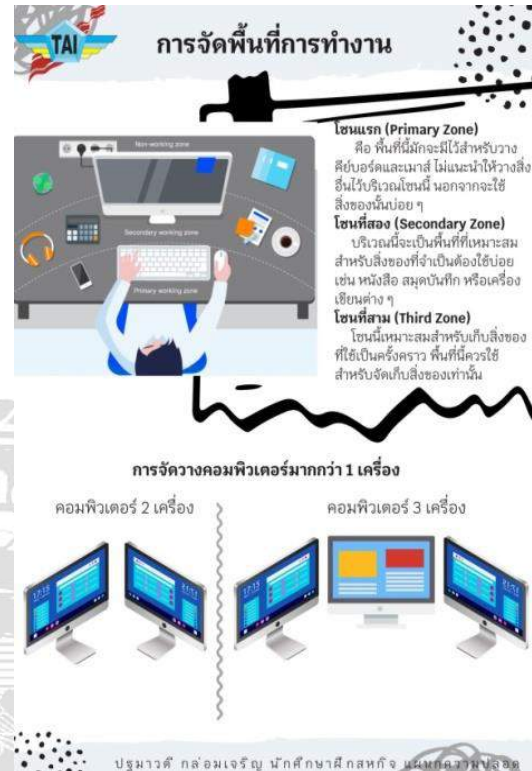 TAI
การจัดพื้นที่การทำงาน
Non-working zone
Secondary working zone
Primary working zone
โซนแรก (Primary Zone)
คือ พื้นที่นี้มักจะมีไว้สำหรับวาง
คีย์บอร์ดและเมาส์ ไม่แนะนำให้วางสิ่ง
อื่นไว้บริเวณโซนนี้ นอกจากจะใช้
สิ่งของนั้นบ่อย ๆ
โซนที่สอง (Secondary Zone)
บริเวณนี้จะเป็นพื้นที่ที่เหมาะสม
สำหรับสิ่งของที่จำเป็นต้องใช้บ่อย
เช่น หนังสือ สมุดบันทึก หรือเครื่อง
เขียนต่าง ๆ
โซนที่สาม (Third Zone)
โซนนี้เหมาะสมสำหรับเก็บสิ่งของ
ที่ใช้เป็นครั้งคราว พื้นที่นี้ควรใช้
สำหรับจัดเก็บสิ่งของเท่านั้น
การจัดวางคอมพิวเตอร์มากกว่า 1 เครื่อง
คอมพิวเตอร์ 2 เครื่อง
คอมพิวเตอร์ 3 เครื่อง
ปฐมาวดี กล่อมเจริญ นักศึกษาฝึกสหกิจ แผนกความปลอด